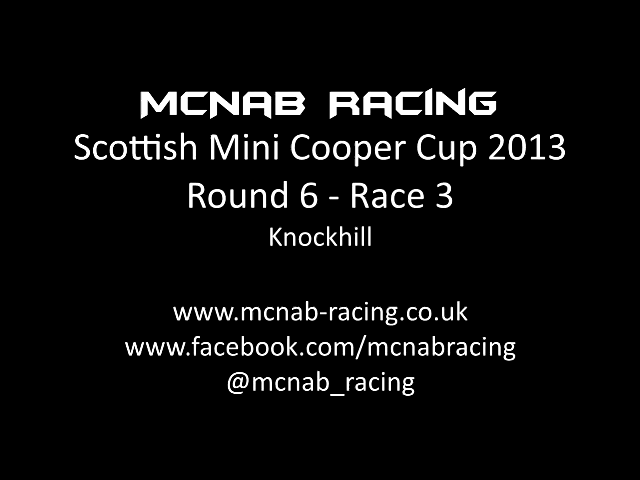 MCNAB RACING
Scottish Mini Cooper Cup 2013
Round 6 - Race 3
Knockhill
www.mcnab-racing.co.uk
www.facebook.com/mcnabracing
@mcnab_racing